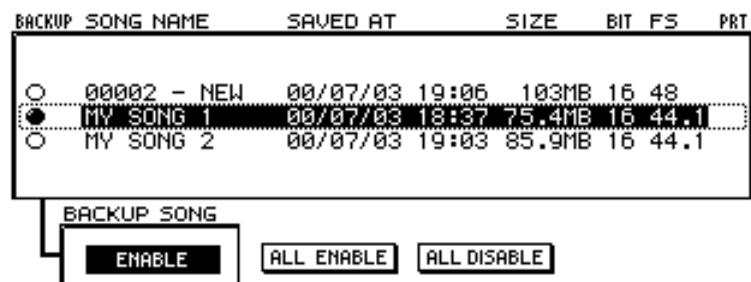 BACKUP SONG NAME SAVED AT SIZE BIT FS PRT
00002 - NEW 00/07/03 19:06 103MB 16 48
MY SONG 1 00/07/03 18:37 75.4MB 16 44.1
MY SONG 2 00/07/03 19:03 85.9MB 16 44.1
BACKUP SONG
ENABLE ALL ENABLE ALL DISABLE